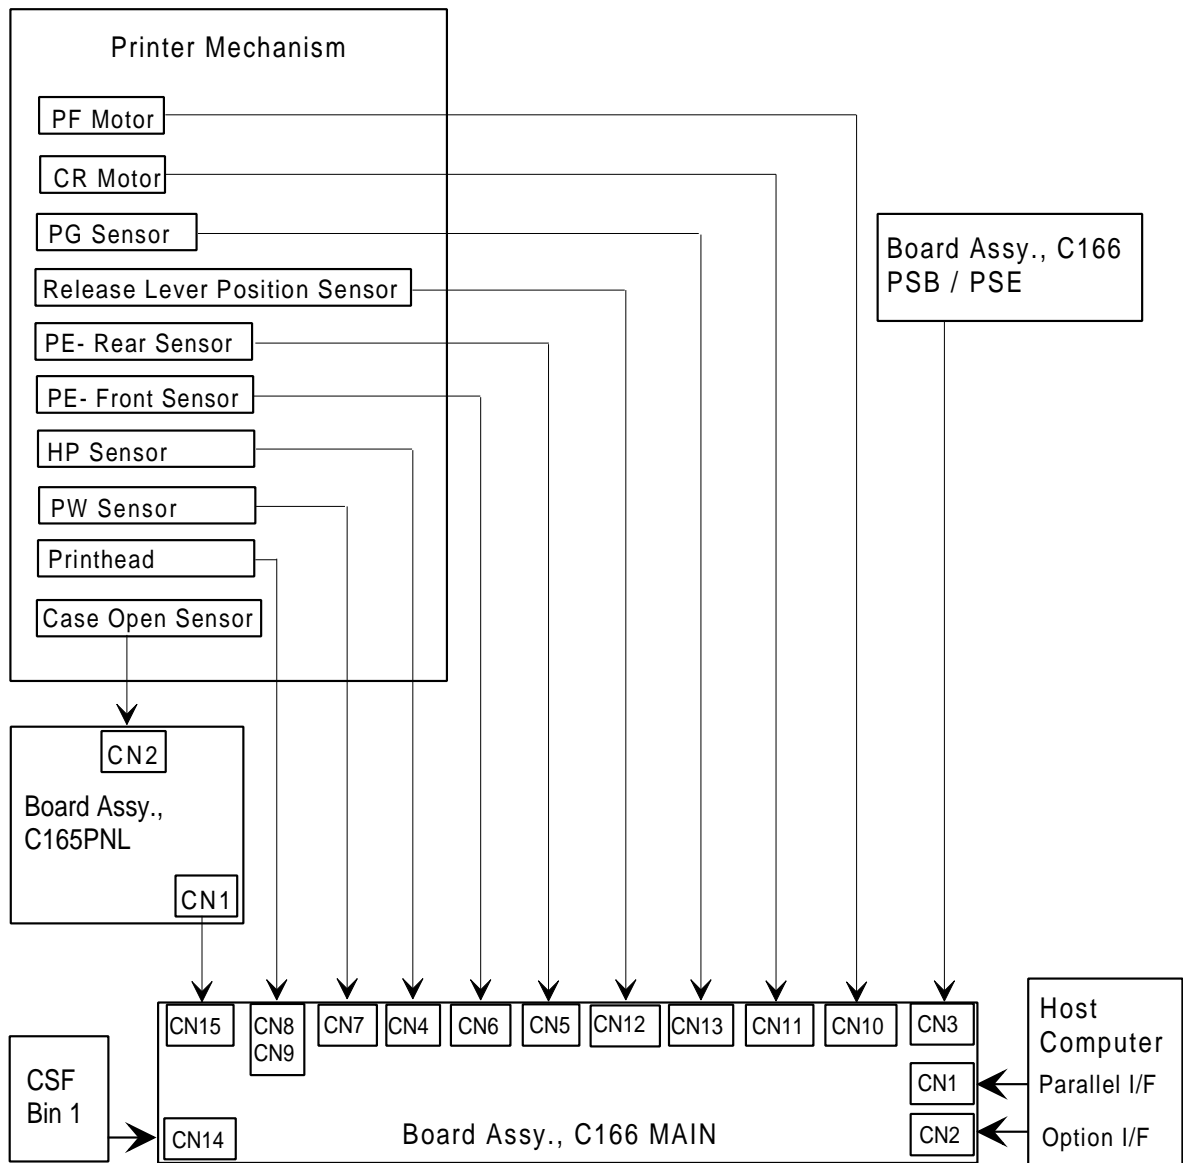 Printer Mechanism
PF Motor
CR Motor
PG Sensor
Release Lever Position Sensor
PE- Rear Sensor
PE- Front Sensor
HP Sensor
PW Sensor
Printhead
Case Open Sensor
Board Assy., C166
PSB / PSE
CN2
Board Assy.,
C165PNL
CN1
CN15
CN8
CN9
CN7
CN4
CN6
CN5
CN12
CN13
CN11
CN10
CN3
CN1
CN2
CN14
Board Assy., C166 MAIN
CSF
Bin 1
Host
Computer
Parallel I/F
Option I/F